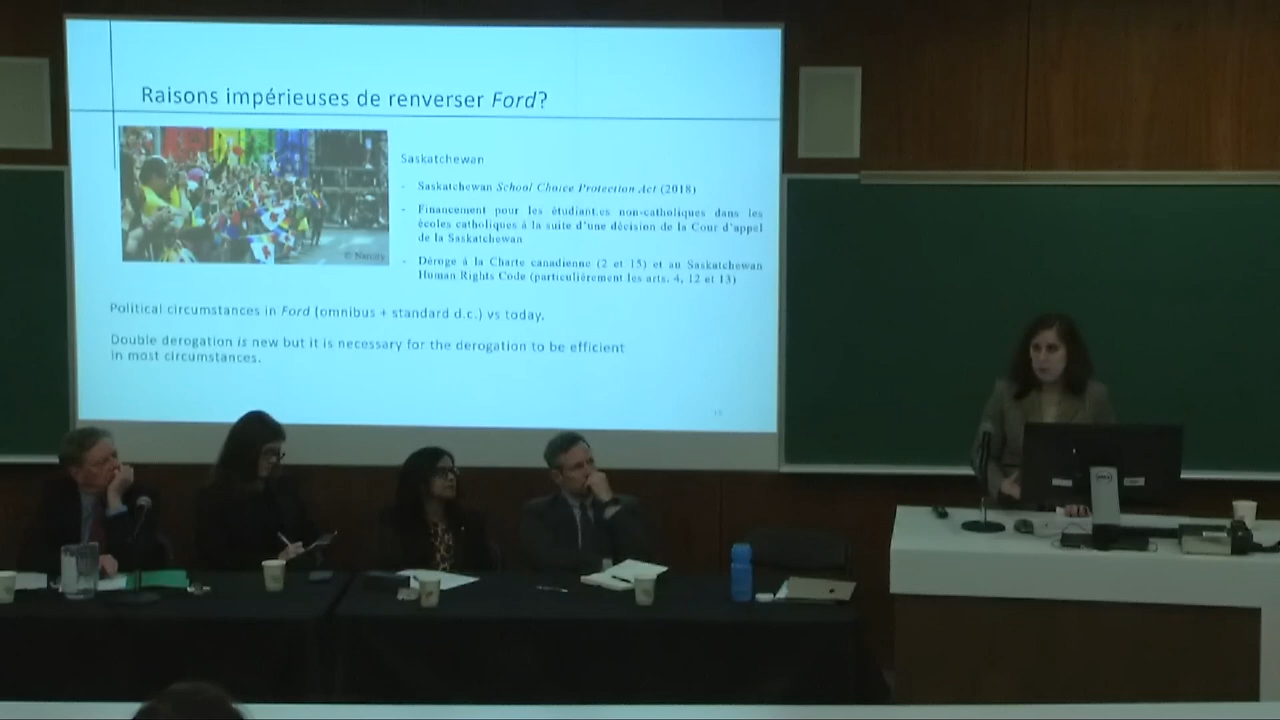 Raisons impérieuses de renverser Ford?
Saskatchewan
- Saskatchewan School Choice Protection Act (2018)
- Financement pour les étudiant.es non-catholiques dans les
écoles catholiques à la suite d'une décision de la Cour d'appel
de la Saskatchewan
- Déroge à la Charte canadienne (2 et 15) et au Saskatchewan
Human Rights Code (particulièrement les arts. 4, 12 et 13)
Political circumstances in Ford (omnibus + standard d.c.) vs today.
Double derogation is new but it is necessary for the derogation to be efficient
in most circumstances.
DELL